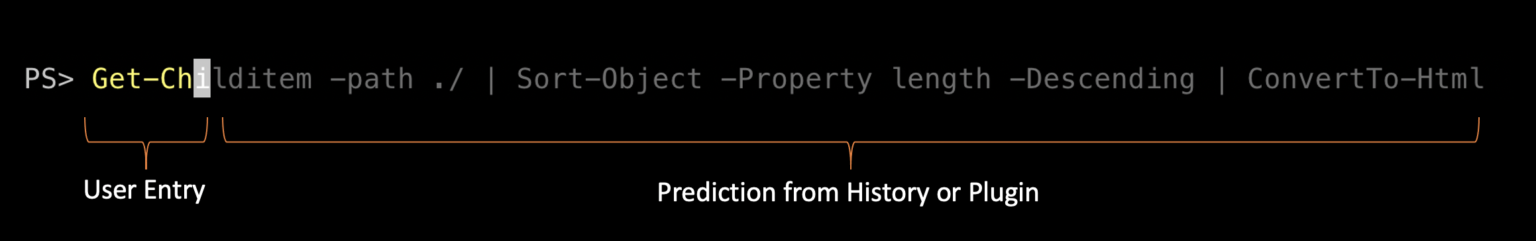 PS> Get-Childitem -path ./ | Sort-Object -Property length -Descending | ConvertTo-Html
User Entry
Prediction from History or Plugin